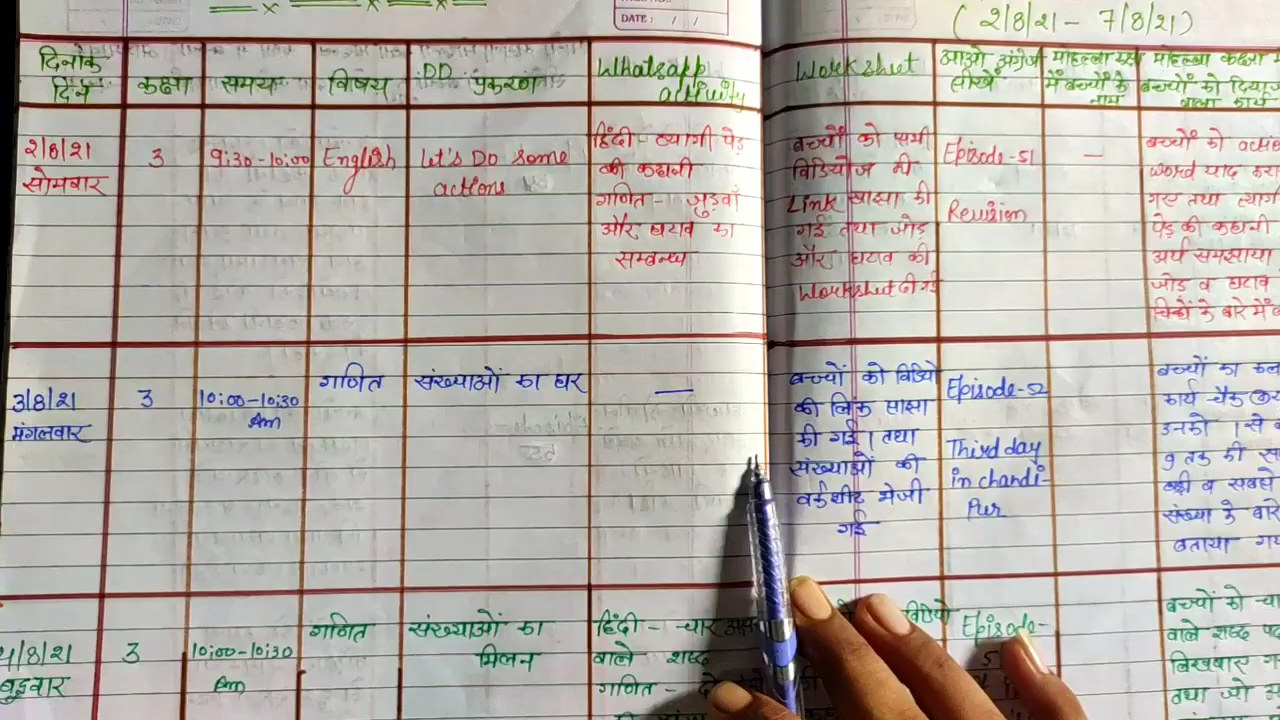 DATE: / /
( 2/8/21 - 7/8/21 )
दिनाँक
दिन
कक्षा
समय
विषय
DD
प्रकरण
Whatsapp
activity
Worksheet
आओ अंग्रेजी
सीखें
मोहल्ला कक्षा
में बच्चों के
नाम
मोहल्ला कक्षा में
बच्चों को दिया
वाला कार्य
2/8/21
सोमबार
3
9:30-10:00
English
Let's Do some
actions
हिंदी - त्यागी पेड़
की कहानी
गणित - जुड़वाँ
और घटाव का
सम्बन्ध
बच्चों को सभी
विडियोज की
Link साझा की
गई तथा जोड़
और घटाव की
Worksheet दी गई
Episode-51
Revision
—
बच्चों को
word याद
गए तथा
पेड़ की कहानी
अर्थ समझाया
जोड़ व घटाव
चिह्नों के बारे में
3/8/21
मंगलवार
3
10:00-10:30
Am
गणित
संख्याओं का घर
—
बच्चों को विडियो
की लिंक साझा
की गई। तथा
संख्याओं की
वर्कशीट भेजी
गई
Episode-52
Third day
in chandi-
Pur
बच्चों का
कार्य चैक
उनको 1 से
9 तक की
बड़ी व सबसे
संख्या के बारे
बताया
4/8/21
बुद्धवार
3
10:00-10:30
Am
गणित
संख्याओं का
मिलन
हिंदी - चार
वाले शब्द
गणित -
विडियो
Episode-
5
बच्चों को
वाले शब्द
लिखवाए
तथा जो